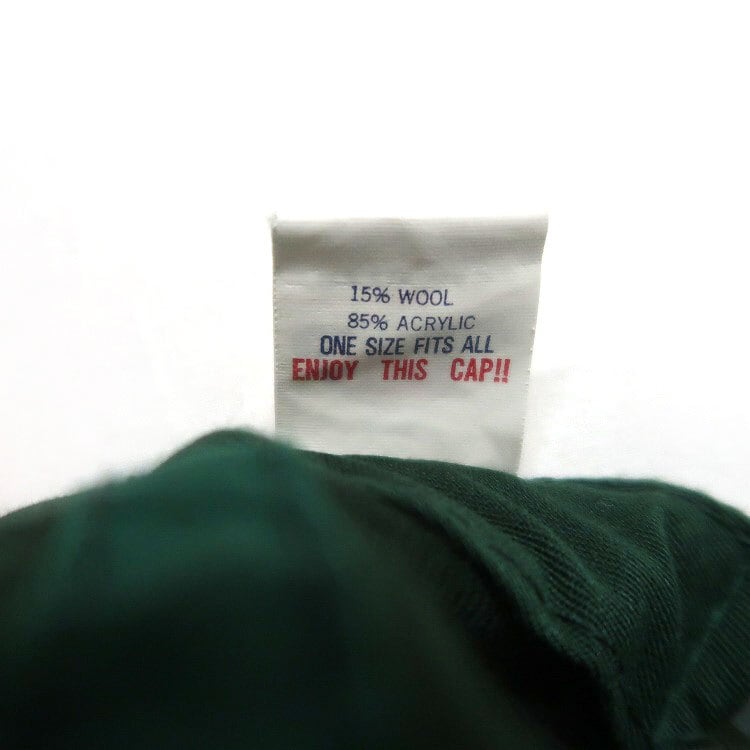 15% WOOL
85% ACRYLIC
ONE SIZE FITS ALL
ENJOY THIS CAP!!